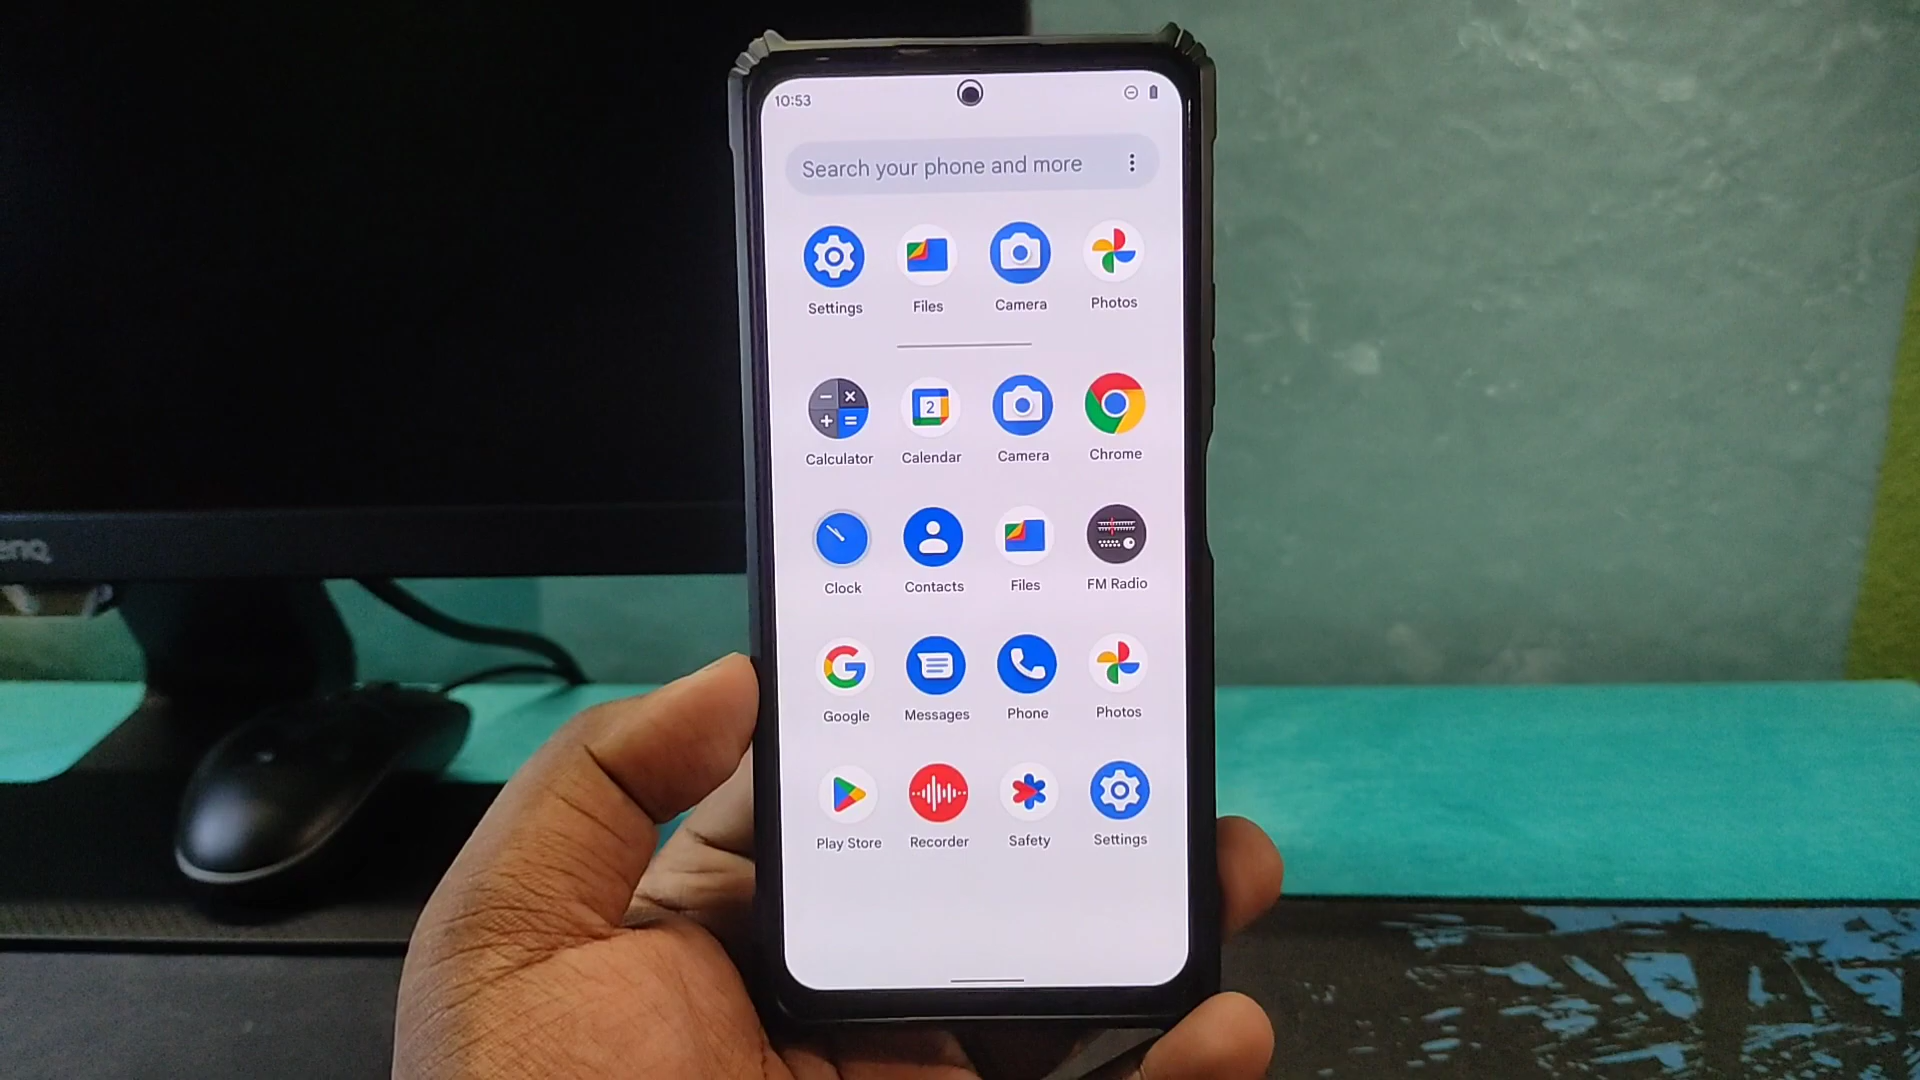 10:53
Search your phone and more
Settings Files Camera Photos
Calculator Calendar Camera Chrome
2
Clock Contacts Files FM Radio
Google Messages Phone Photos
Play Store Recorder Safety Settings